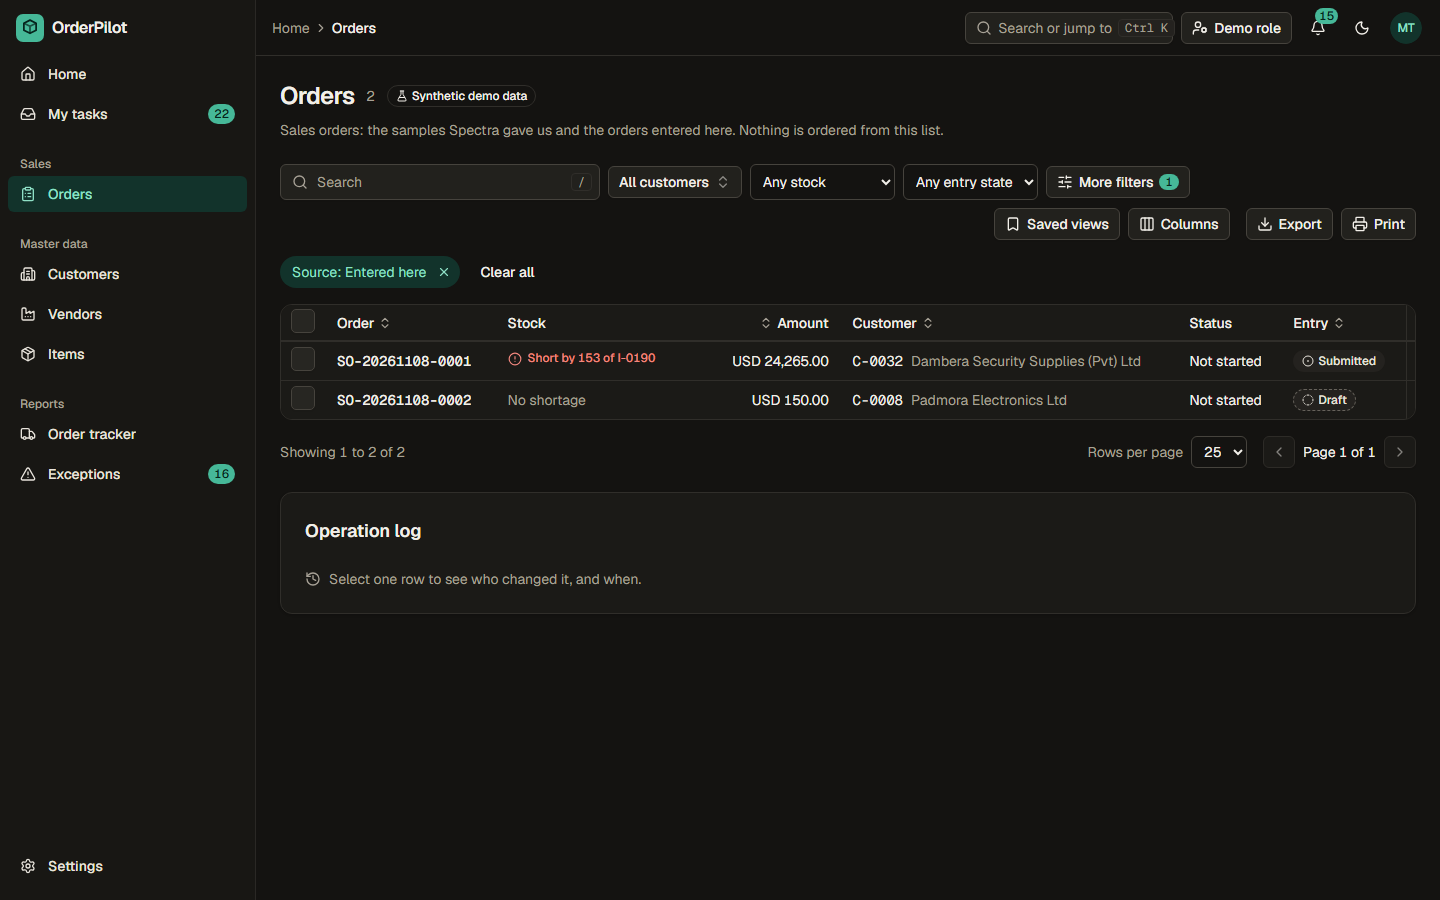 OrderPilot
Home
My tasks 22
Sales
Orders
Master data
Customers
Vendors
Items
Reports
Order tracker
Exceptions 16
Settings
Home > Orders
Search or jump to Ctrl K
Demo role
15
MT
Orders 2 Synthetic demo data
Sales orders: the samples Spectra gave us and the orders entered here. Nothing is ordered from this list.
Search /
All customers
Any stock
Any entry state
More filters 1
Saved views
Columns
Export
Print
Source: Entered here
Clear all
Order Stock Amount Customer Status Entry
SO-20261108-0001 Short by 153 of I-0190 USD 24,265.00 C-0032 Dambera Security Supplies (Pvt) Ltd Not started Submitted
SO-20261108-0002 No shortage USD 150.00 C-0008 Padmora Electronics Ltd Not started Draft
Showing 1 to 2 of 2
Rows per page 25
Page 1 of 1
Operation log
Select one row to see who changed it, and when.